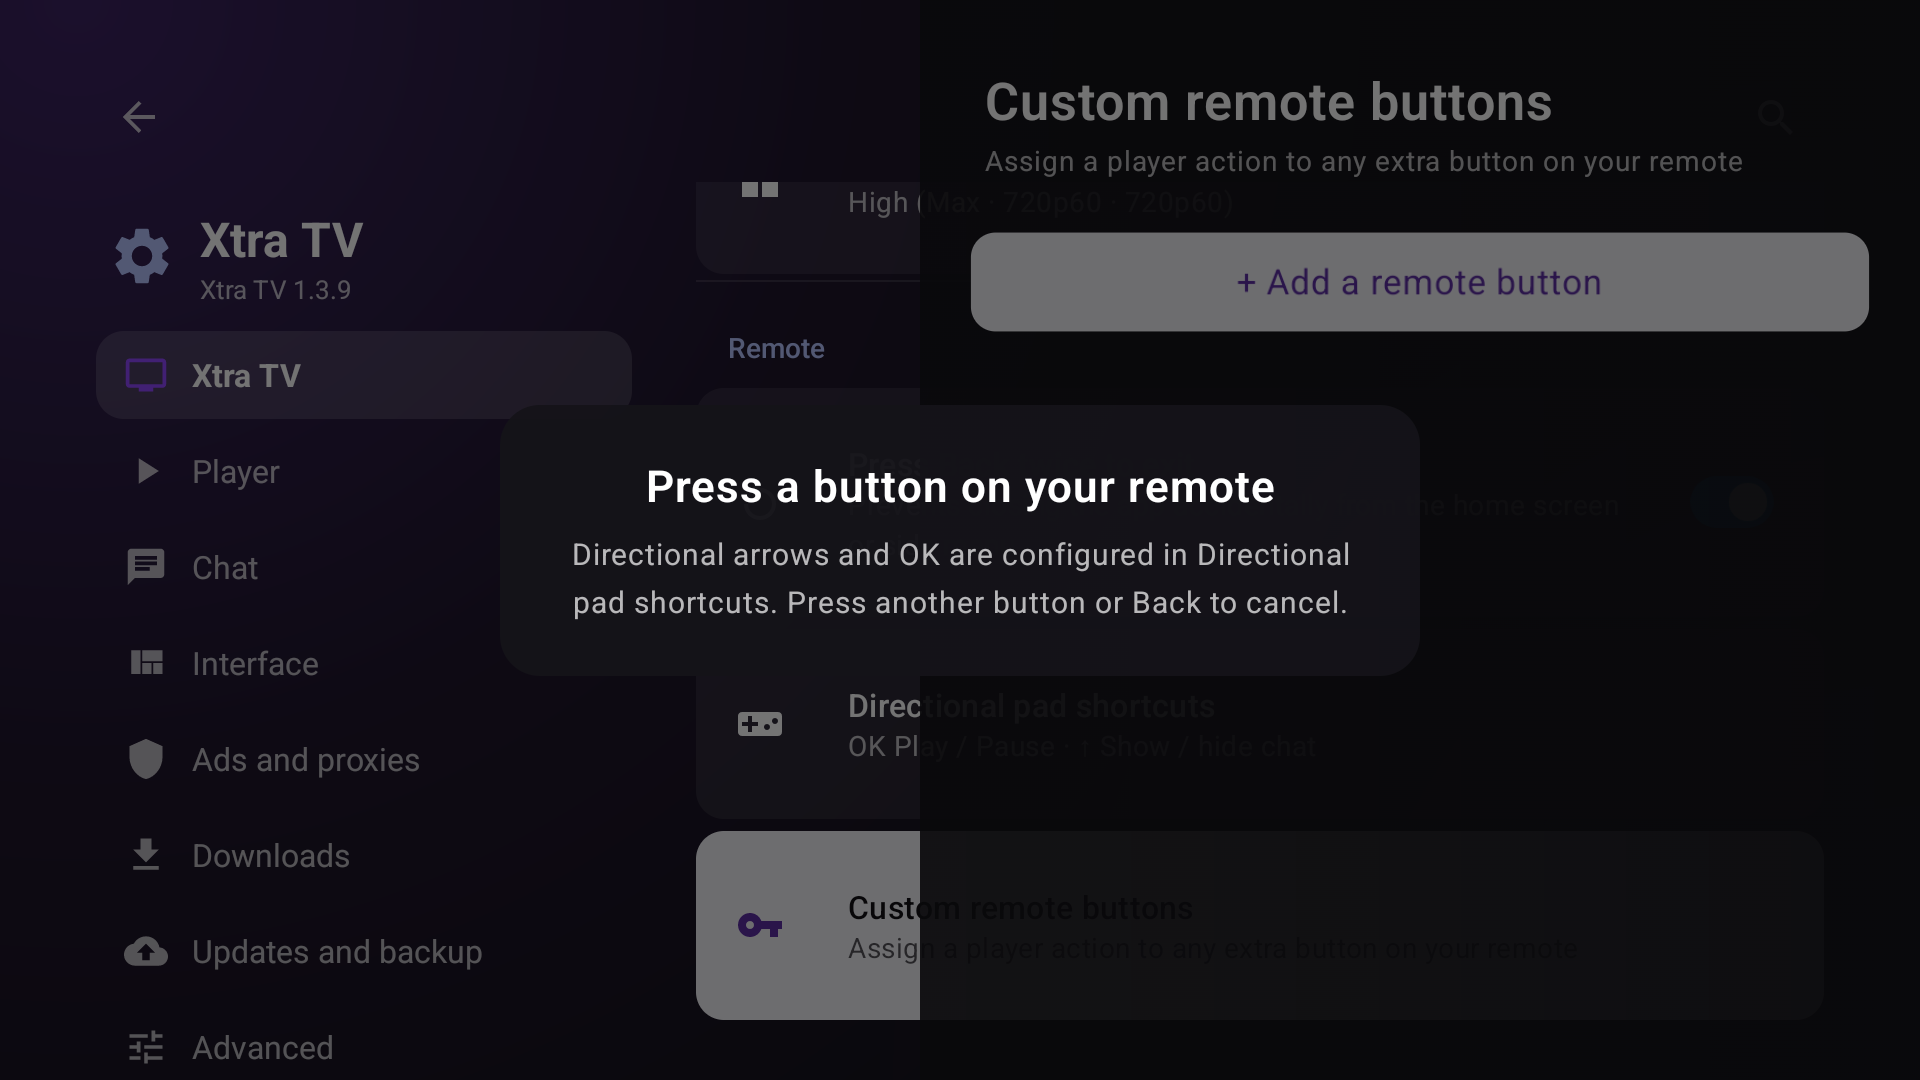 Custom remote buttons
Assign a player action to any extra button on your remote
High (Max · 720p60 · 720p60)
+ Add a remote button
Xtra TV
Xtra TV 1.3.9
Remote
Xtra TV
Player
Chat
Interface
Ads and proxies
Downloads
Updates and backup
Advanced
Press
home screen
Press a button on your remote
Directional arrows and OK are configured in Directional
pad shortcuts. Press another button or Back to cancel.
Directional pad shortcuts
OK Play / Pause · ↑ Show / hide chat
Custom remote buttons
Assign a player action to any extra button on your remote